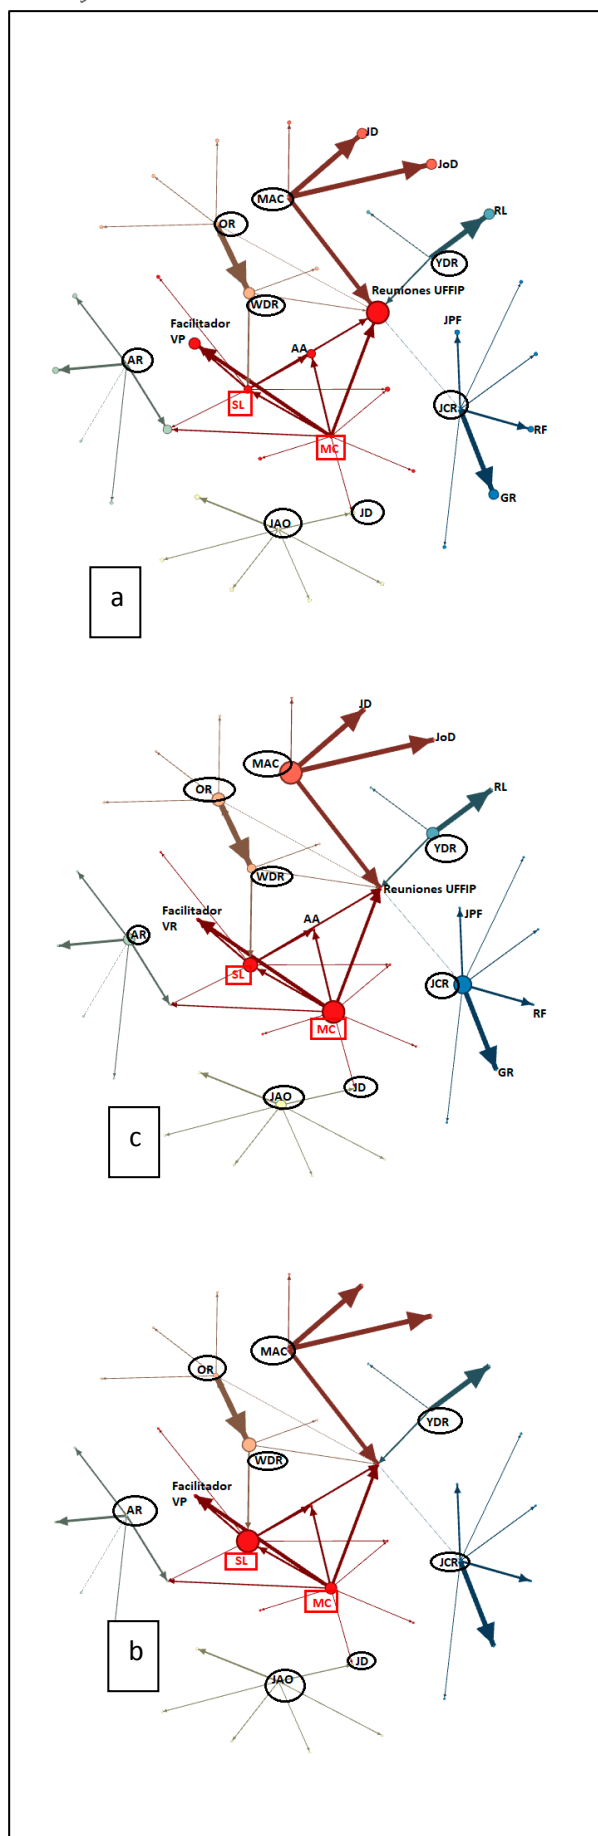 JD
JoD
MAC
RL
OR
YDR
Reuniones UFFIP
WDR
Facilitador
VP
JPF
AA
AR
SL
JCR
RF
MC
GR
JD
JAO
a
JD
JoD
MAC
RL
OR
YDR
WDR
Reuniones UFFIP
Facilitador
VR
JPF
AA
AR
SL
JCR
RF
MC
GR
JD
JAO
c
MAC
OR
YDR
WDR
Facilitador
VP
AR
SL
JCR
MC
JD
JAO
b